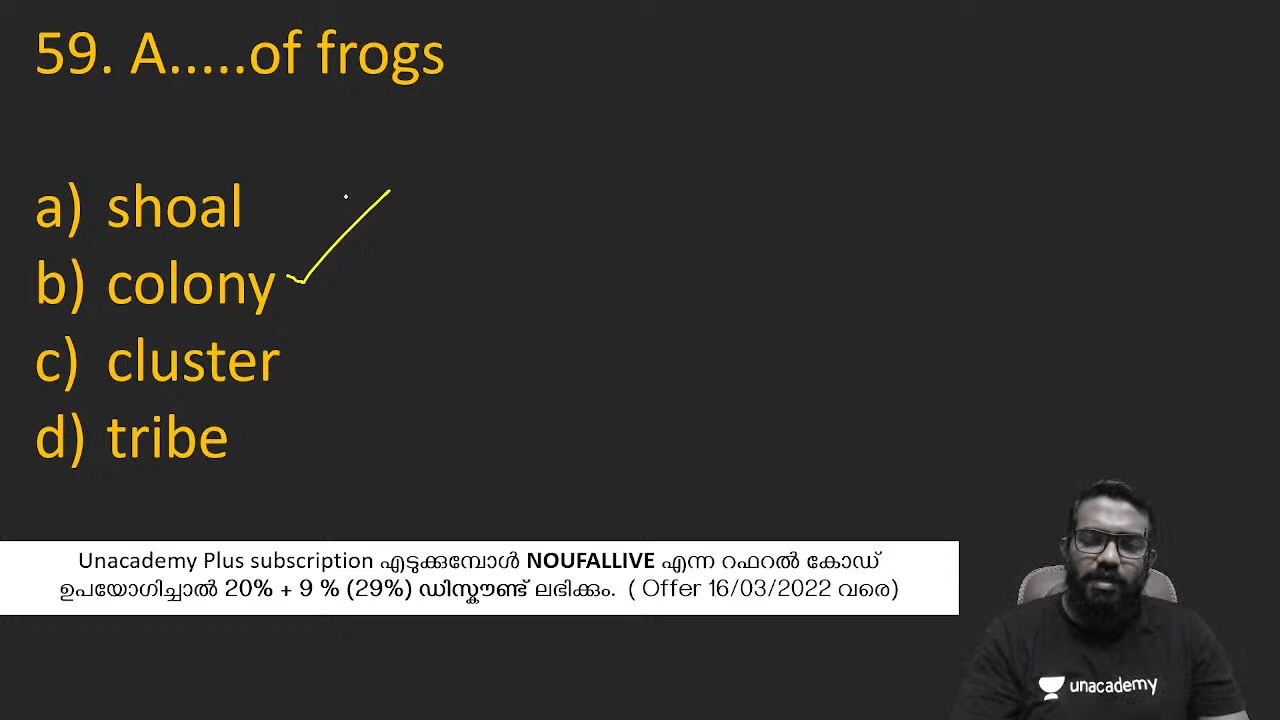 59. A.....of frogs
a) shoal
b) colony
c) cluster
d) tribe
Unacademy Plus subscription എടുക്കുമ്പോൾ NOUFALLIVE എന്ന റഫറൽ കോഡ്
ഉപയോഗിച്ചാൽ 20% + 9 % (29%) ഡിസ്കൗണ്ട് ലഭിക്കും. ( Offer 16/03/2022 വരെ)
unacademy